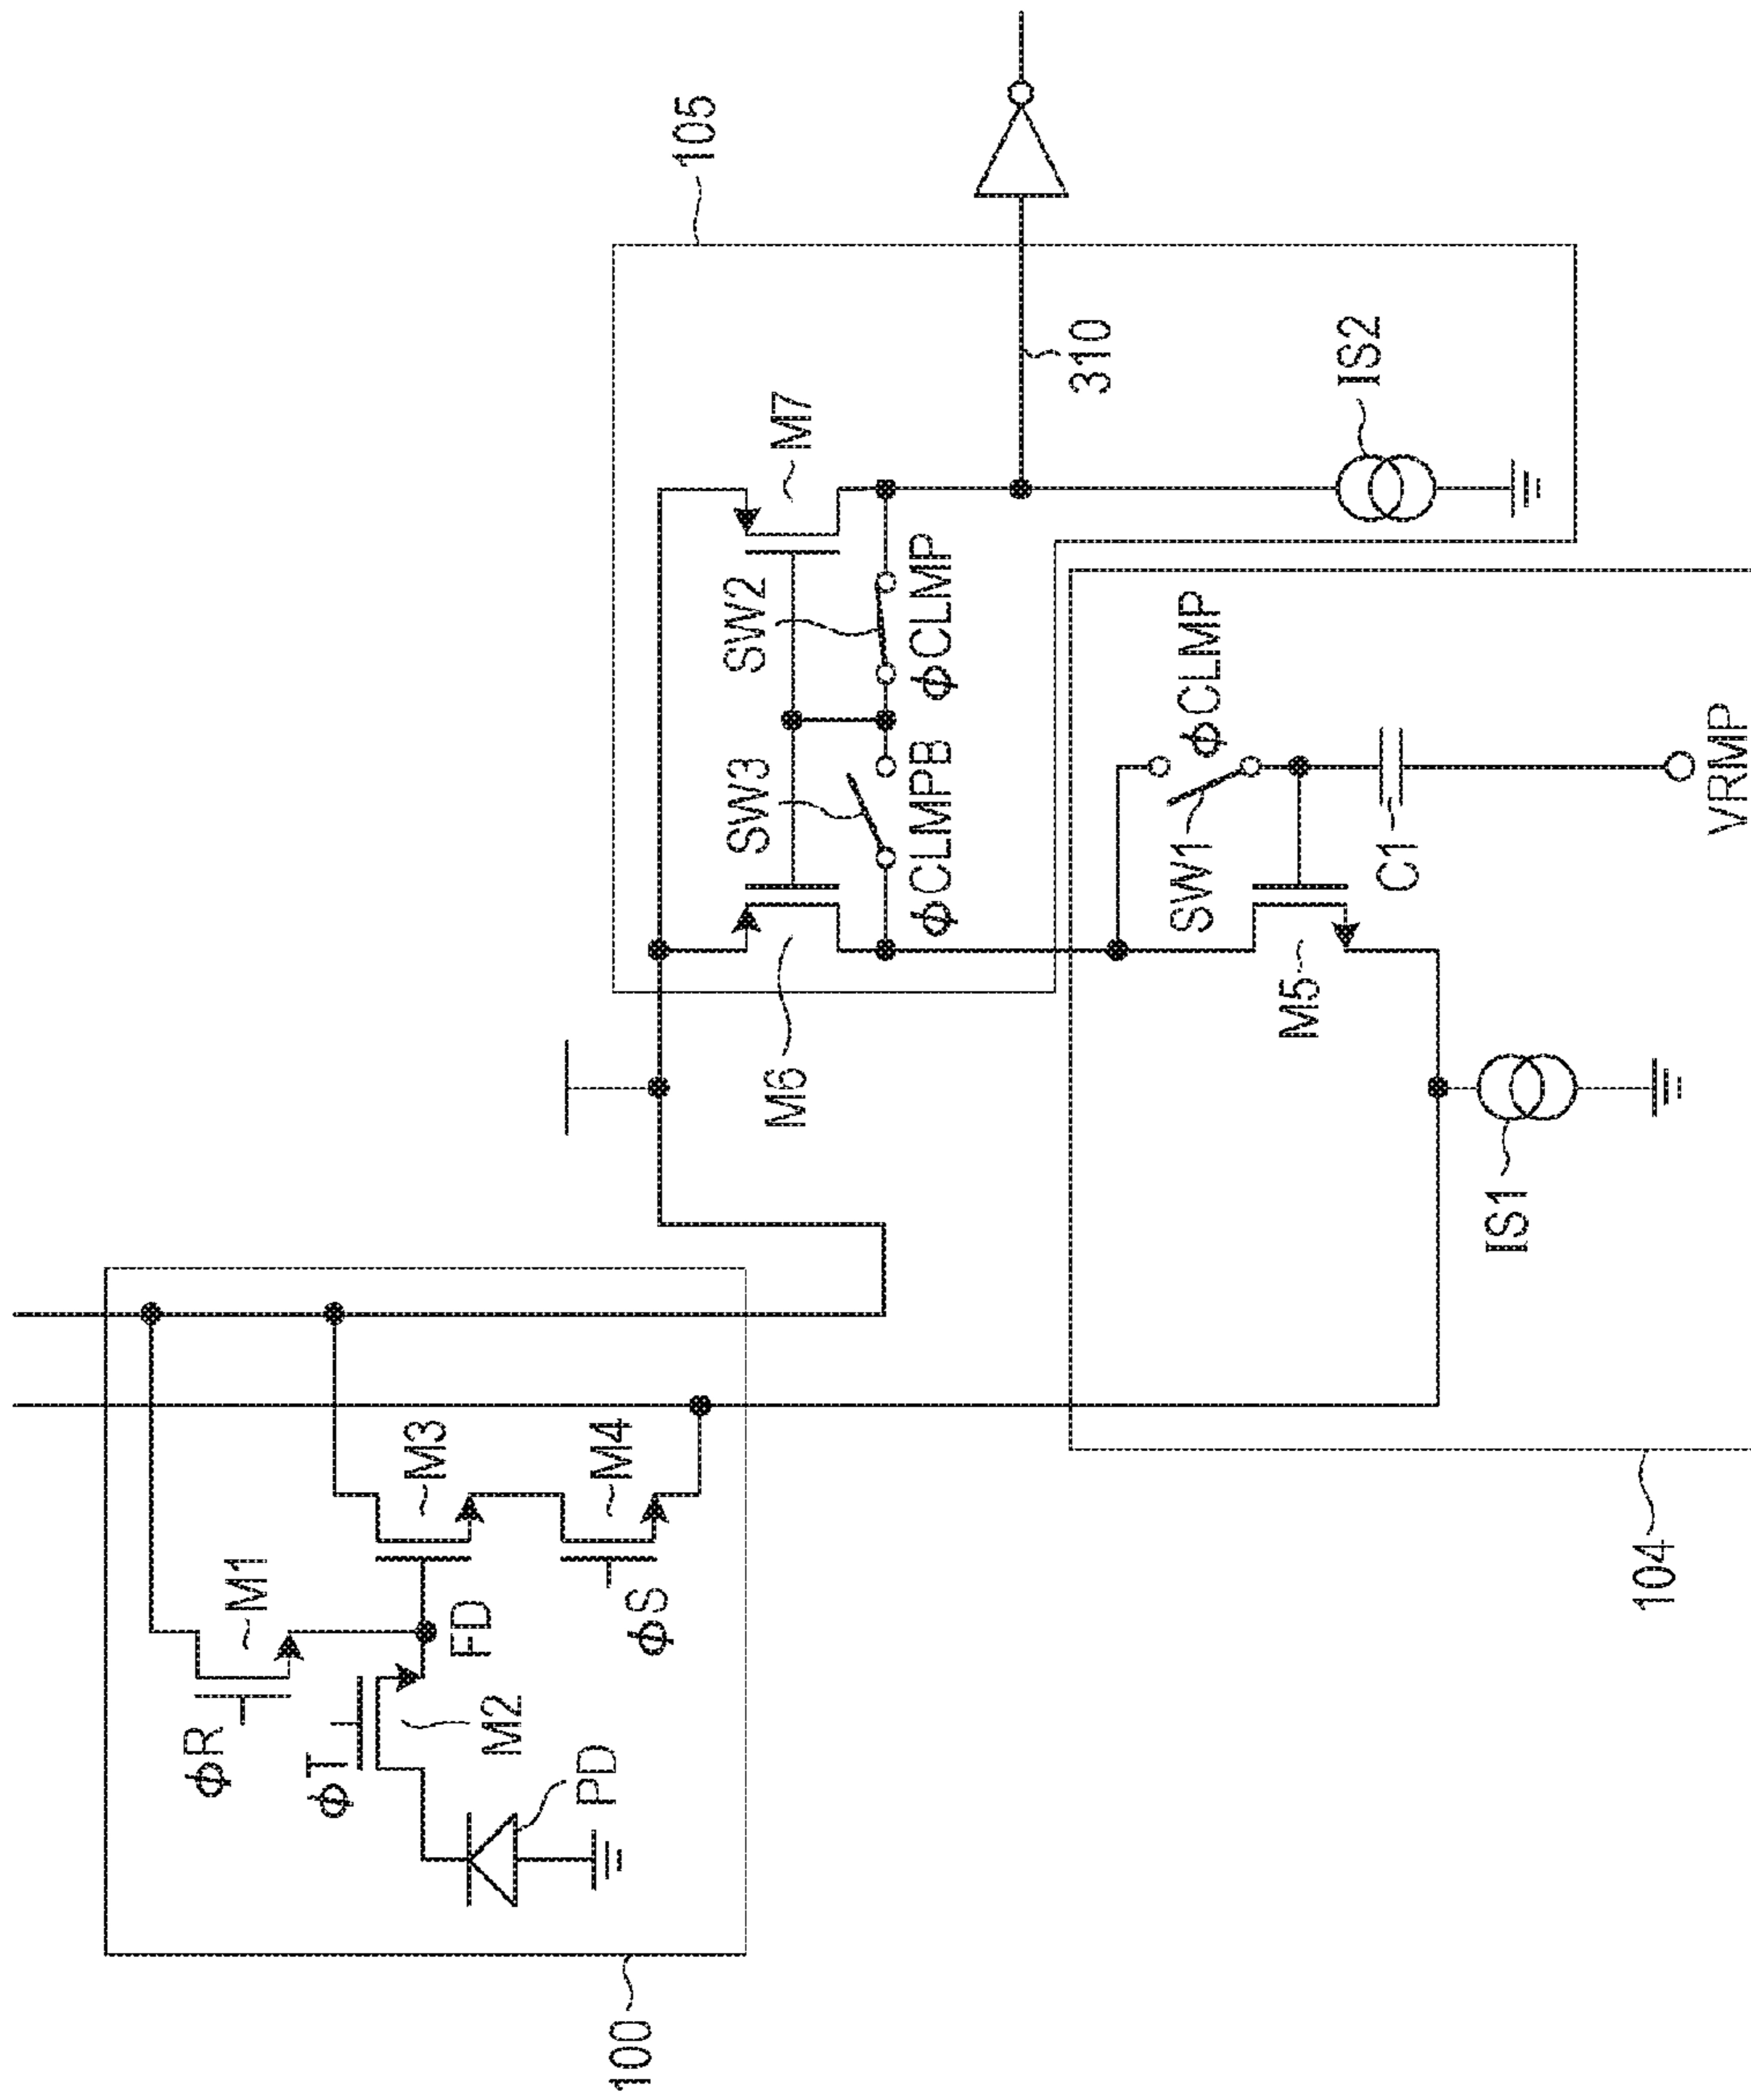 105
M7
SW2
SW3
ϕCLMP
ϕCLMPB
310
IS2
M6
ϕCLMP
SW1
C1
M5
VRMP
IS1
104
M1
ϕR
M3
M4
FD
ϕS
ϕT
M2
PD
100